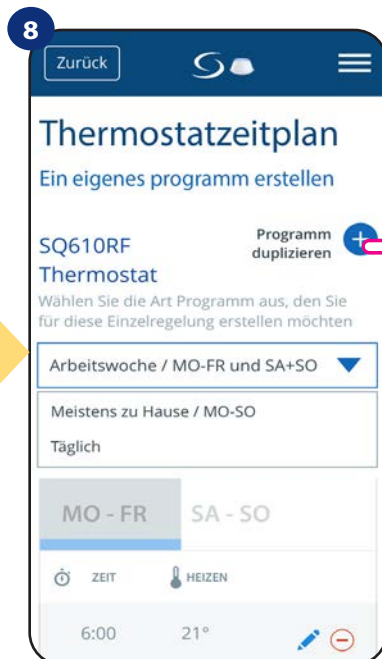 8
Zurück
Thermostatzeitplan
Ein eigenes programm erstellen
Programm
duplizieren
SQ610RF
Thermostat
Wählen Sie die Art Programm aus, den Sie
für diese Einzelregelung erstellen möchten
Arbeitswoche / MO-FR und SA+SO
Meistens zu Hause / MO-SO
Täglich
MO - FR SA - SO
ZEIT HEIZEN
6:00 21°